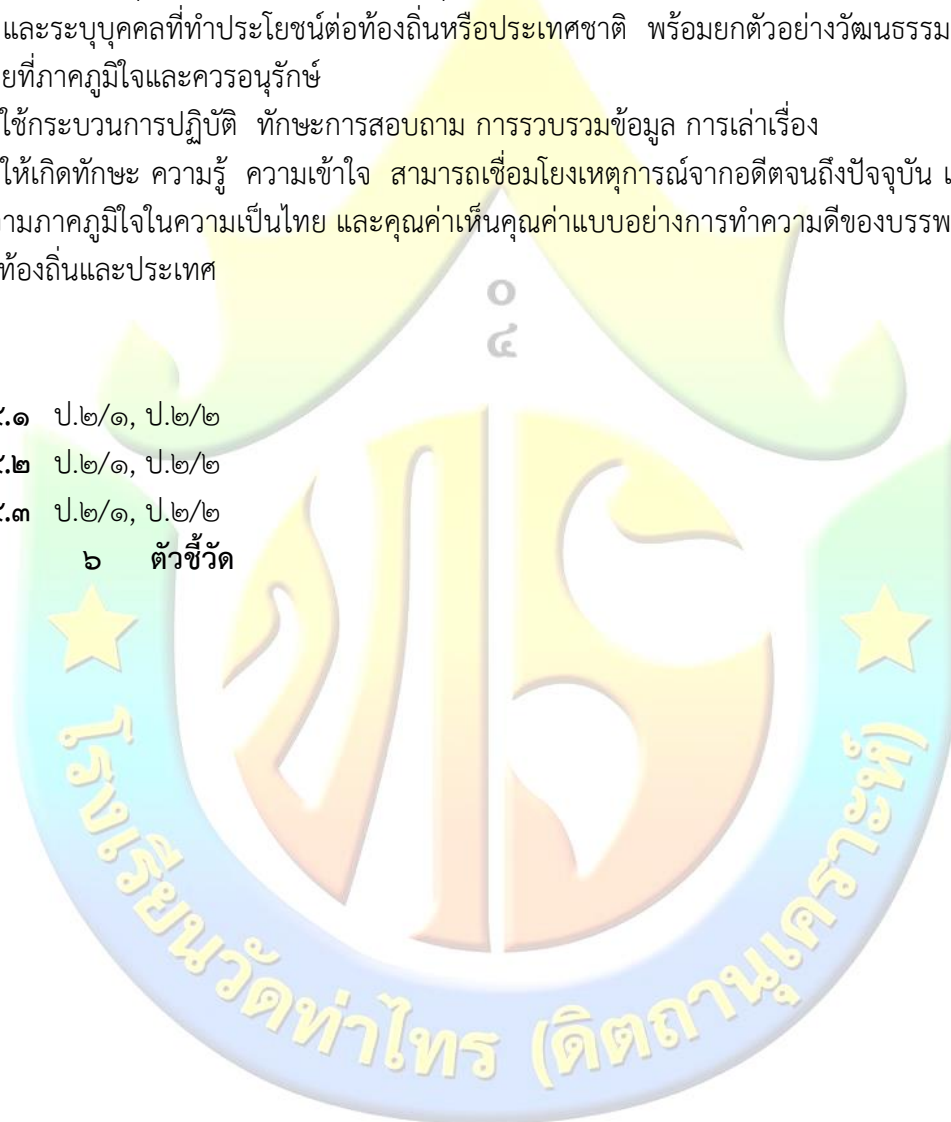 และระบุบุคคลที่ทำประโยชน์ต่อท้องถิ่นหรือประเทศชาติ พร้อมยกตัวอย่างวัฒนธรรม
ยที่ภาคภูมิใจและควรอนุรักษ์
ใช้กระบวนการปฏิบัติ ทักษะการสอบถาม การรวบรวมข้อมูล การเล่าเรื่อง
ให้เกิดทักษะ ความรู้ ความเข้าใจ สามารถเชื่อมโยงเหตุการณ์จากอดีตจนถึงปัจจุบัน เ
ามภาคภูมิใจในความเป็นไทย และคุณค่าเห็นคุณค่าแบบอย่างการทำความดีของบรรพ
ท้องถิ่นและประเทศ
๐
๔
.๑ ป.๒/๑, ป.๒/๒
.๒ ป.๒/๑, ป.๒/๒
.๓ ป.๒/๑, ป.๒/๒
๖ ตัวชี้วัด
ทร
โรงเรียนวัดท่าไทร (ดิตถานุเคราะห์)